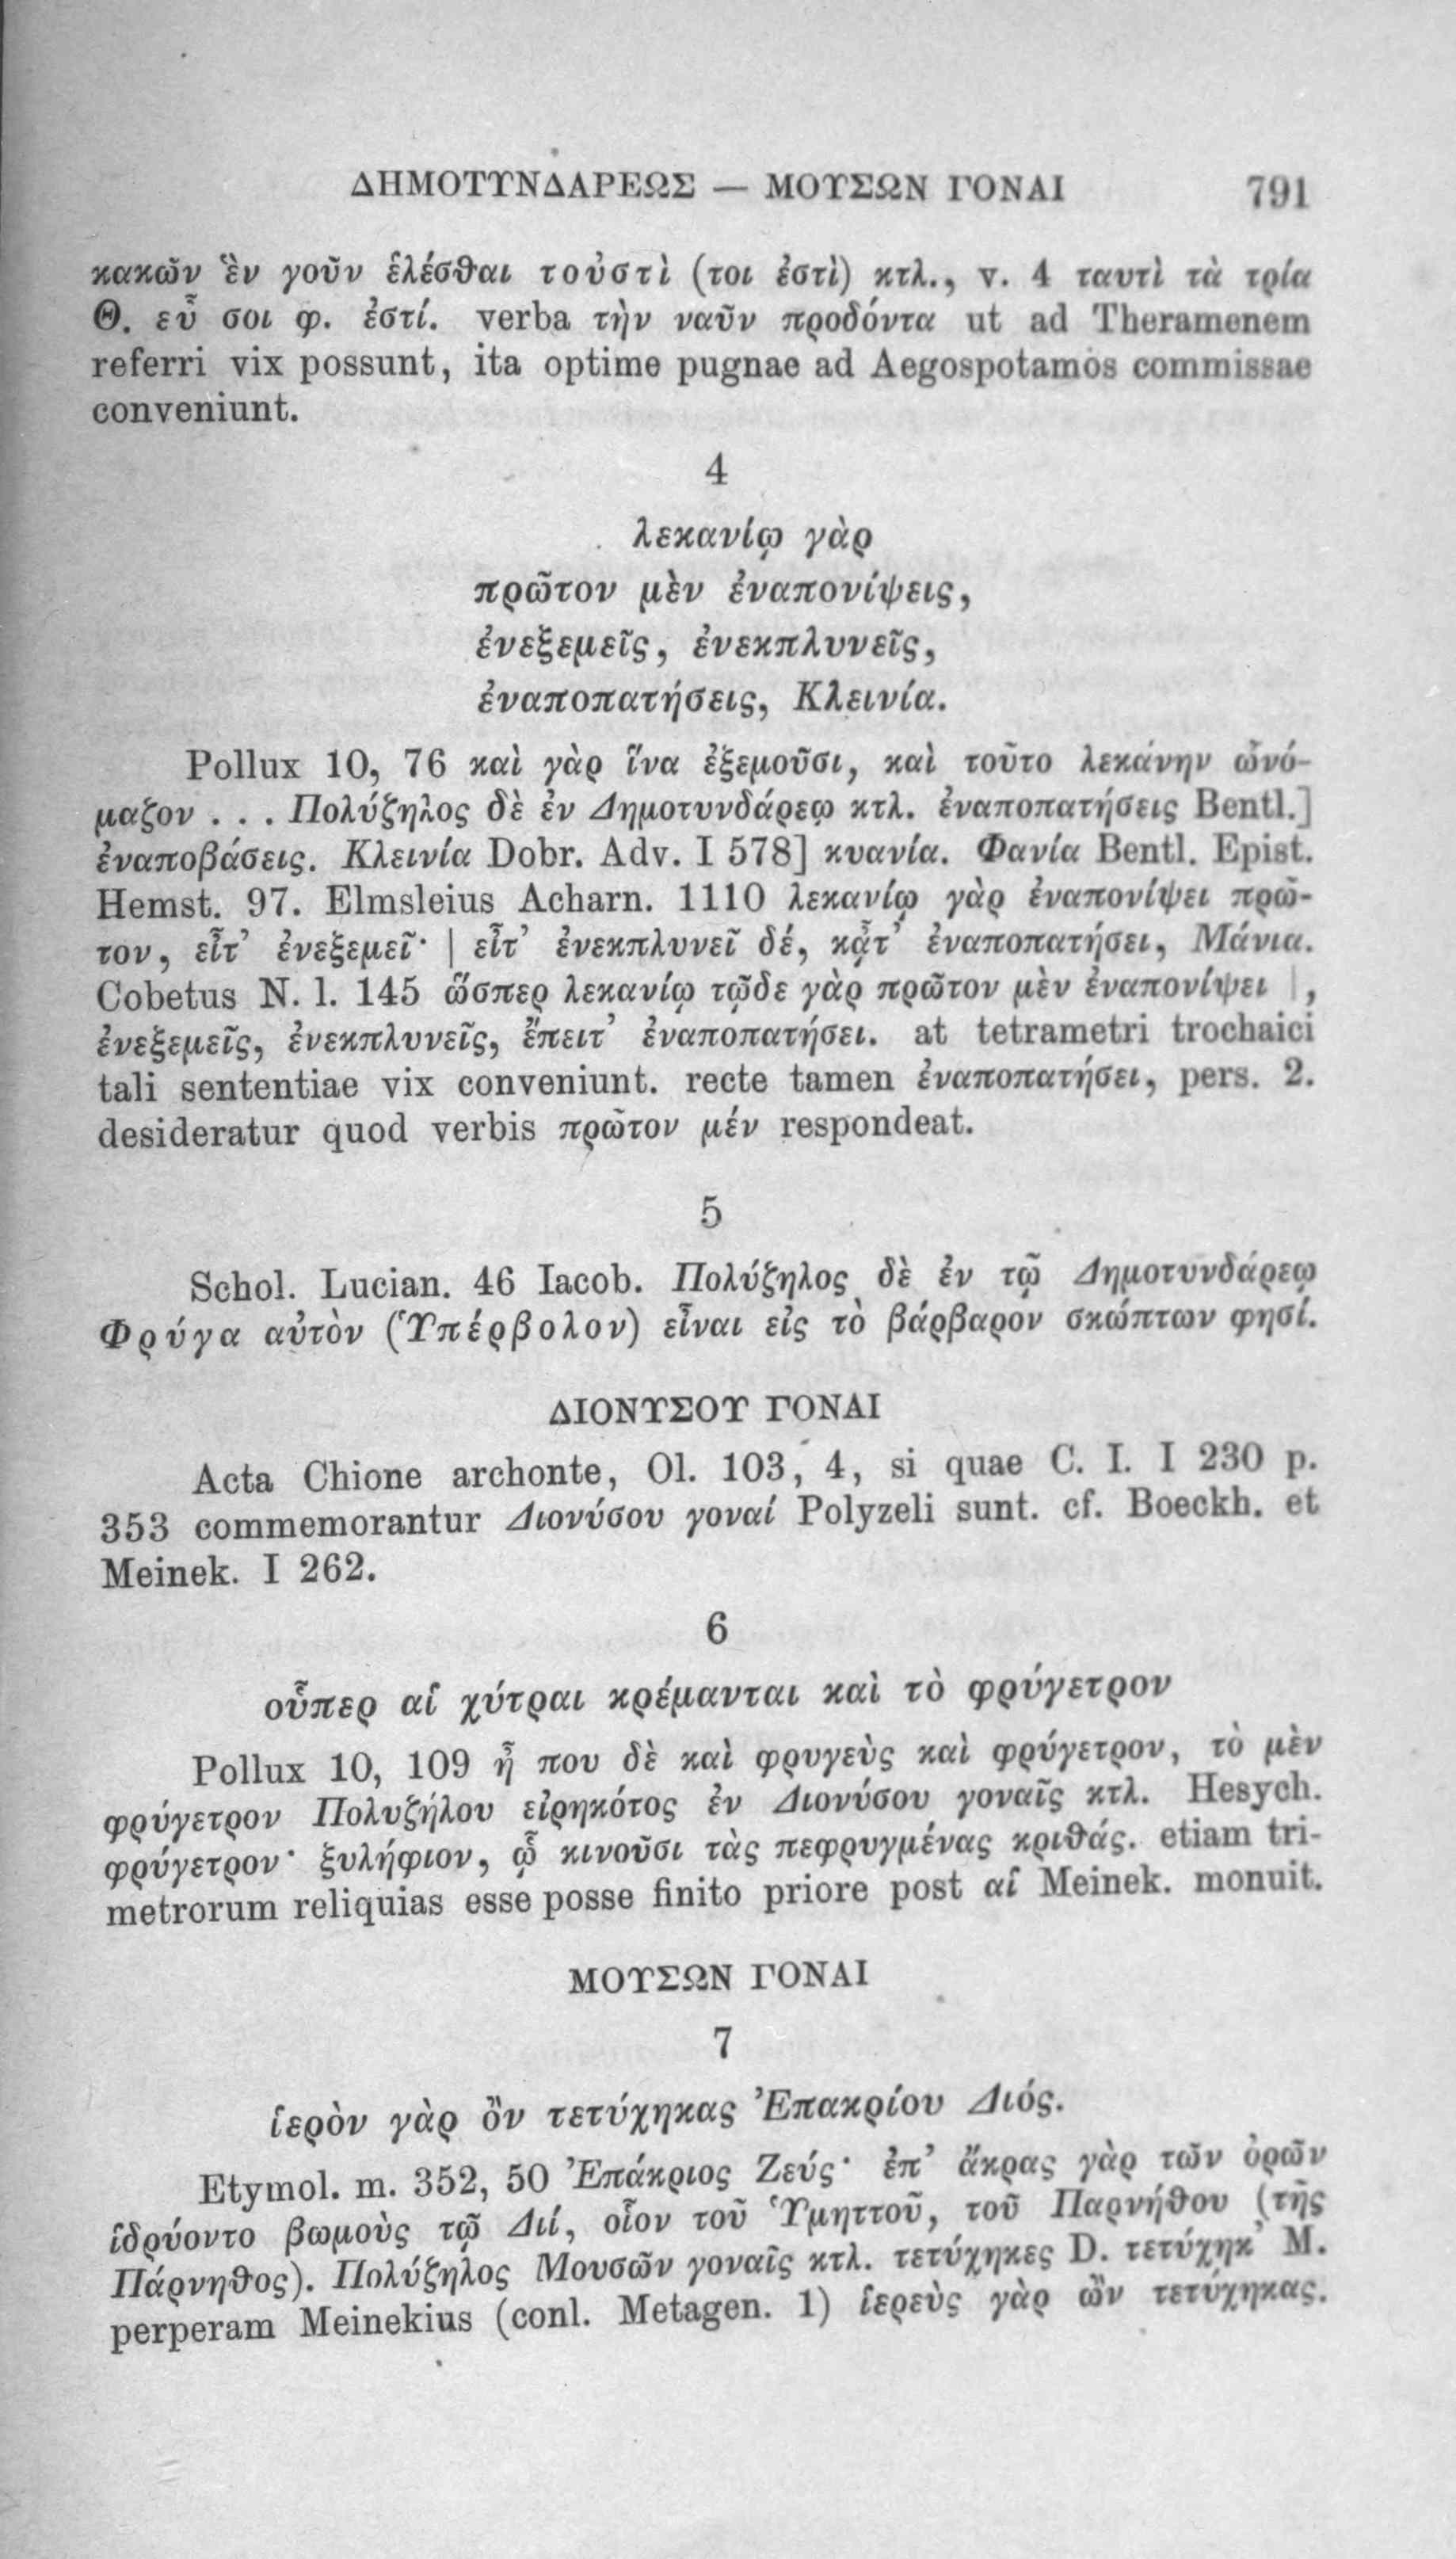 ΔΗΜΟΤΥΝΔΑΡΕΩΣ — ΜΟΥΣΩΝ ΓΟΝΑΙ 791
κακῶν ἓν γοῦν ἑλέσθαι τοὐστὶ (τοι ἐστὶ) κτλ., v. 4 ταυτὶ τὰ τρία
Θ. εὖ σοι φ. ἐστί. verba τὴν ναῦν προδόντα ut ad Theramenem
referri vix possunt, ita optime pugnae ad Aegospotamos commissae
conveniunt.
4
λεκανίῳ γὰρ
πρῶτον μὲν ἐναπονίψεις,
ἐνεξεμεῖς, ἐνεκπλυνεῖς,
ἐναποπατήσεις, Κλεινία.
Pollux 10, 76 καὶ γὰρ ἵνα ἐξεμοῦσι, καὶ τοῦτο λεκάνην ὠνό-
μαζον . . . Πολύζηλος δὲ ἐν Δημοτυνδάρεῳ κτλ. ἐναποπατήσεις Bentl.]
ἐναποβάσεις. Κλεινία Dobr. Adv. I 578] κυανία. Φανία Bentl. Epist.
Hemst. 97. Elmsleius Acharn. 1110 λεκανίῳ γὰρ ἐναπονίψει πρῶ-
τον, εἶτ’ ἐνεξεμεῖ· | εἶτ’ ἐνεκπλυνεῖ δέ, κᾆτ’ ἐναποπατήσει, Μάνια.
Cobetus N. l. 145 ὥσπερ λεκανίῳ τῷδε γὰρ πρῶτον μὲν ἐναπονίψει | ,
ἐνεξεμεῖς, ἐνεκπλυνεῖς, ἔπειτ’ ἐναποπατήσει. at tetrametri trochaici
tali sententiae vix conveniunt. recte tamen ἐναποπατήσει, pers. 2.
desideratur quod verbis πρῶτον μέν respondeat.
5
Schol. Lucian. 46 Iacob. Πολύζηλος δὲ ἐν τῷ Δημοτυνδάρεῳ
Φρύγα αὐτὸν (Ὑπέρβολον) εἶναι εἰς τὸ βάρβαρον σκώπτων φησί.
ΔΙΟΝΥΣΟΥ ΓΟΝΑΙ
Acta Chione archonte, Ol. 103, 4, si quae C. I. I 230 p.
353 commemorantur Διονύσου γοναί Polyzeli sunt. cf. Boeckh. et
Meinek. I 262.
6
οὗπερ αἱ χύτραι κρέμανται καὶ τὸ φρύγετρον
Pollux 10, 109 ἦ που δὲ καὶ φρυγεὺς καὶ φρύγετρον, τὸ μὲν
φρύγετρον Πολυζήλου εἰρηκότος ἐν Διονύσου γοναῖς κτλ. Hesych.
φρύγετρον· ξυλήφιον, ᾧ κινοῦσι τὰς πεφρυγμένας κριθάς. etiam tri-
metrorum reliquias esse posse finito priore post αἱ Meinek. monuit.
ΜΟΥΣΩΝ ΓΟΝΑΙ
7
ἱερὸν γὰρ ὂν τετύχηκας Ἐπακρίου Διός.
Etymol. m. 352, 50 Ἐπάκριος Ζεύς· ἐπ’ ἄκρας γὰρ τῶν ὀρῶν
ἱδρύοντο βωμοὺς τῷ Διί, οἷον τοῦ Ὑμηττοῦ, τοῦ Παρνήθου (τῆς
Πάρνηθος). Πολύζηλος Μουσῶν γοναῖς κτλ. τετύχηκες D. τετύχηκ’ M.
perperam Meinekius (conl. Metagen. 1) ἱερεὺς γὰρ ὢν τετύχηκας.